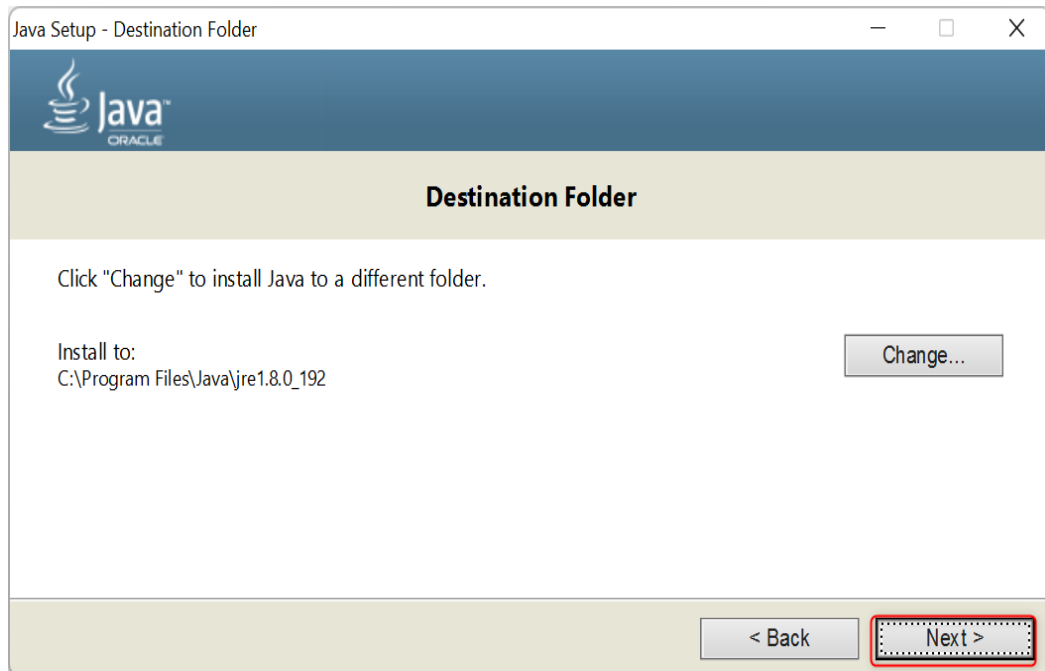 Java Setup - Destination Folder
Java™
ORACLE
Destination Folder
Click "Change" to install Java to a different folder.
Install to:
Change...
C:\Program Files\Java\jre1.8.0_192
< Back
Next >